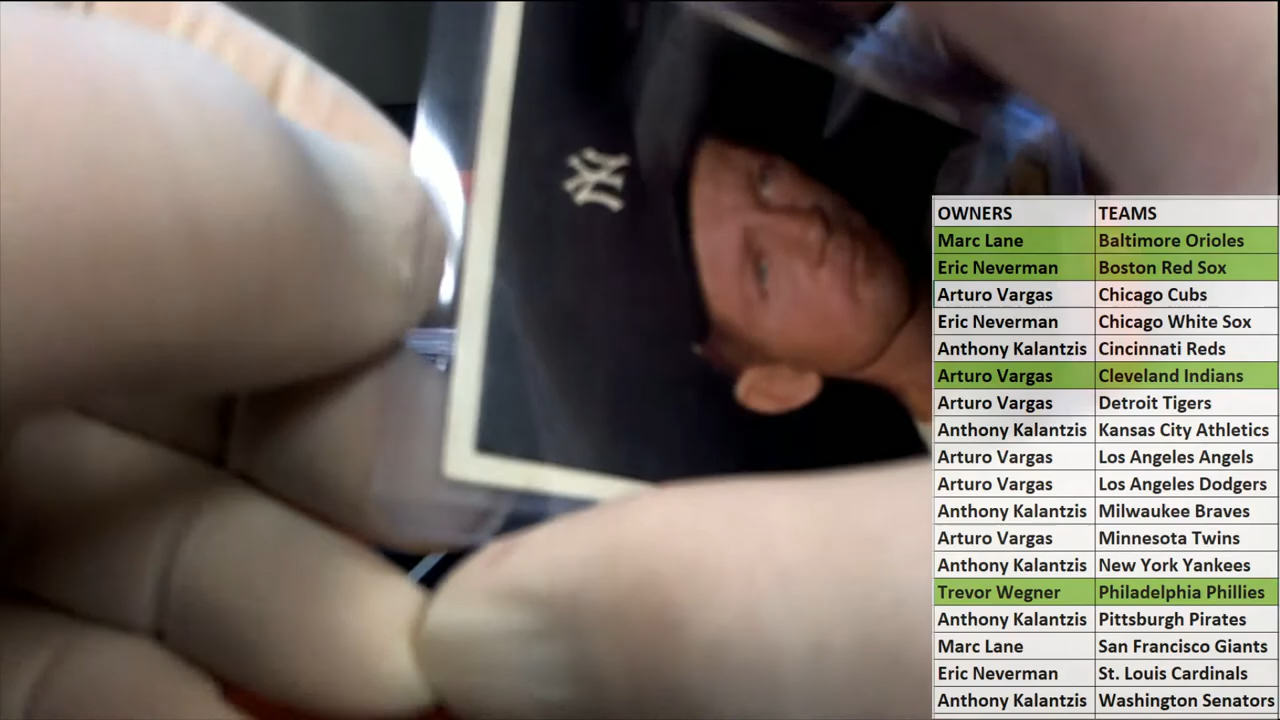 NY
OWNERS TEAMS
Marc Lane Baltimore Orioles
Eric Neverman Boston Red Sox
Arturo Vargas Chicago Cubs
Eric Neverman Chicago White Sox
Anthony Kalantzis Cincinnati Reds
Arturo Vargas Cleveland Indians
Arturo Vargas Detroit Tigers
Anthony Kalantzis Kansas City Athletics
Arturo Vargas Los Angeles Angels
Arturo Vargas Los Angeles Dodgers
Anthony Kalantzis Milwaukee Braves
Arturo Vargas Minnesota Twins
Anthony Kalantzis New York Yankees
Trevor Wegner Philadelphia Phillies
Anthony Kalantzis Pittsburgh Pirates
Marc Lane San Francisco Giants
Eric Neverman St. Louis Cardinals
Anthony Kalantzis Washington Senators